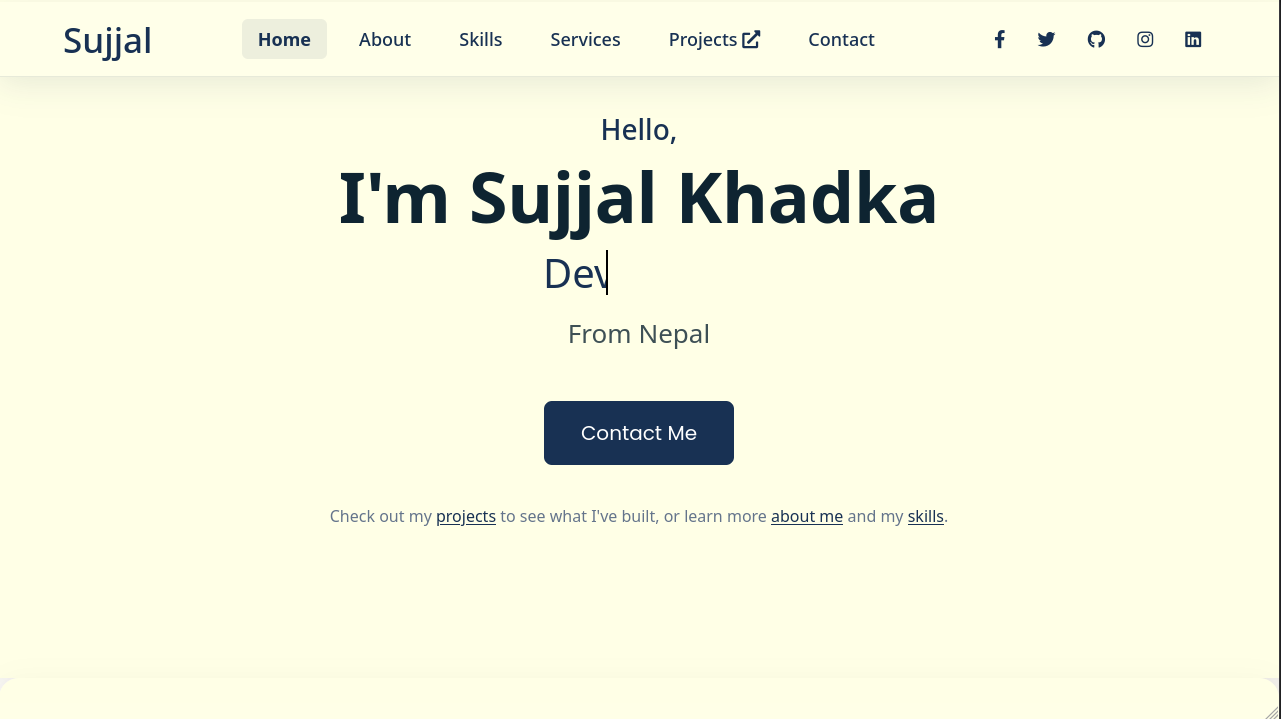 Sujjal Home About Skills Services Projects Contact
Hello,
I'm Sujjal Khadka
Dev
From Nepal
Contact Me
Check out my projects to see what I've built, or learn more about me and my skills.